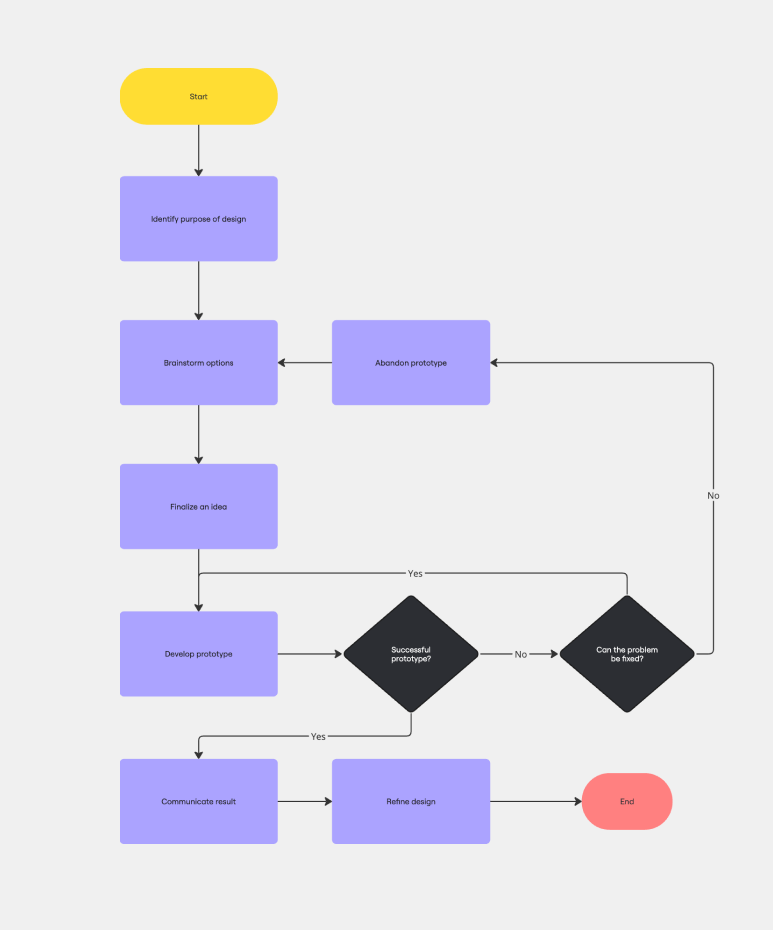 Start
Identify purpose of design
Brainstorm options
Abandon prototype
No
Finalize an idea
Yes
Develop prototype
Successful
prototype?
No
Can the problem
be fixed?
Yes
Communicate result
Refine design
End